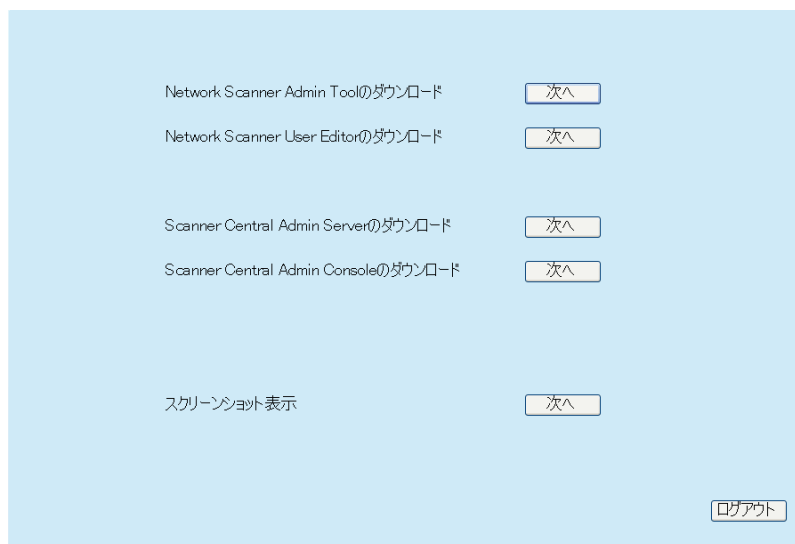 Network Scanner Admin Toolのダウンロード 次へ
Network Scanner User Editorのダウンロード 次へ
Scanner Central Admin Serverのダウンロード 次へ
Scanner Central Admin Consoleのダウンロード 次へ
スクリーンショット表示 次へ
ログアウト